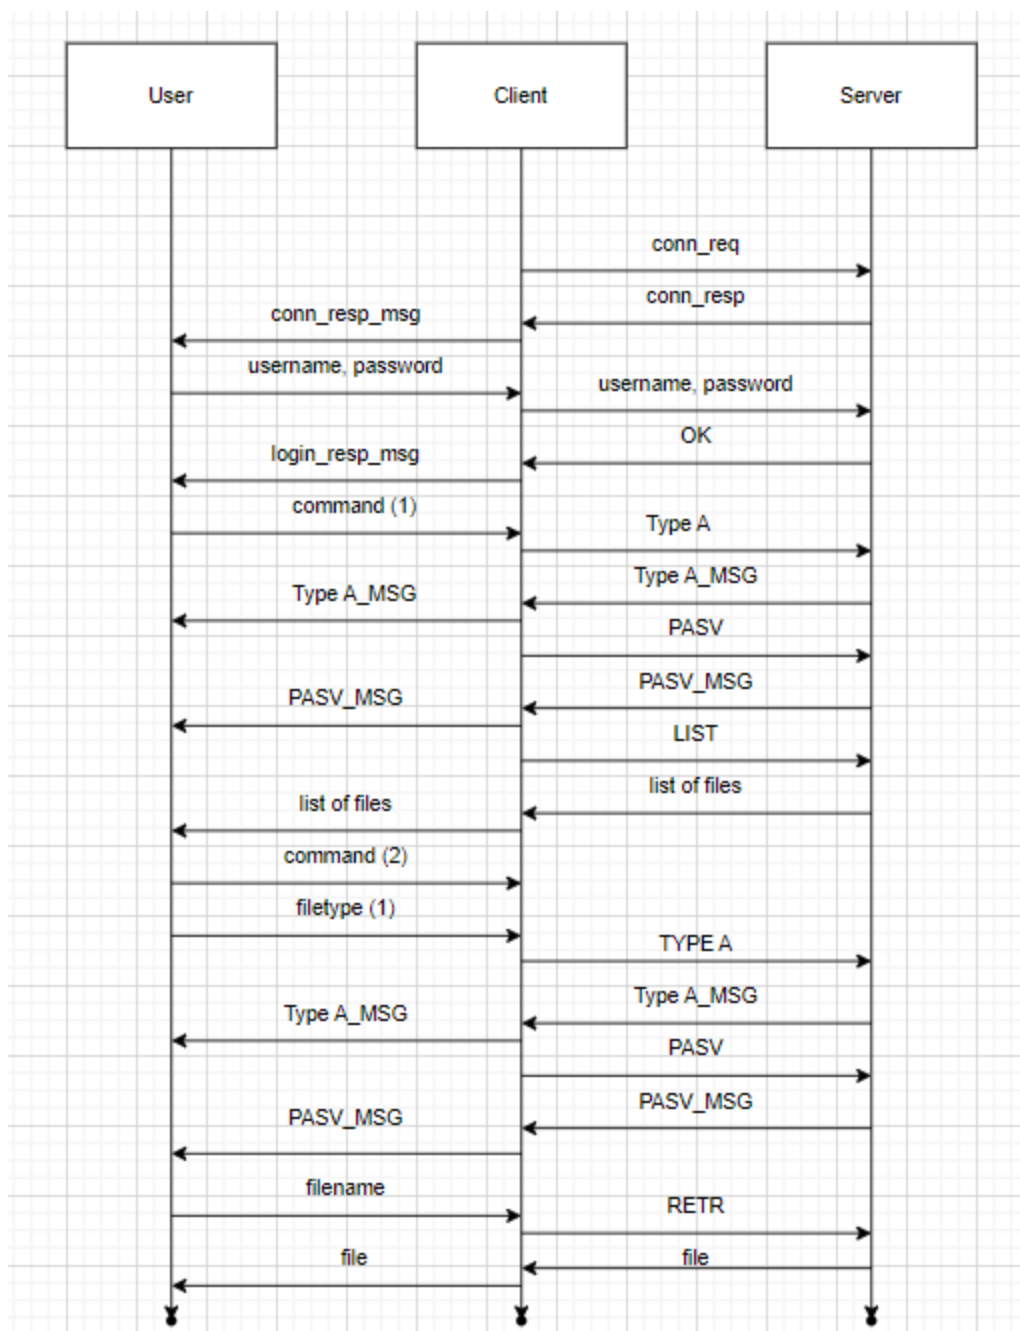 User
Client
Server
conn_req
conn_resp
conn_resp_msg
username, password
username, password
OK
login_resp_msg
command (1)
Type A
Type A_MSG
Type A_MSG
PASV
PASV_MSG
PASV_MSG
LIST
list of files
list of files
command (2)
filetype (1)
TYPE A
Type A_MSG
Type A_MSG
PASV
PASV_MSG
PASV_MSG
filename
RETR
file
file